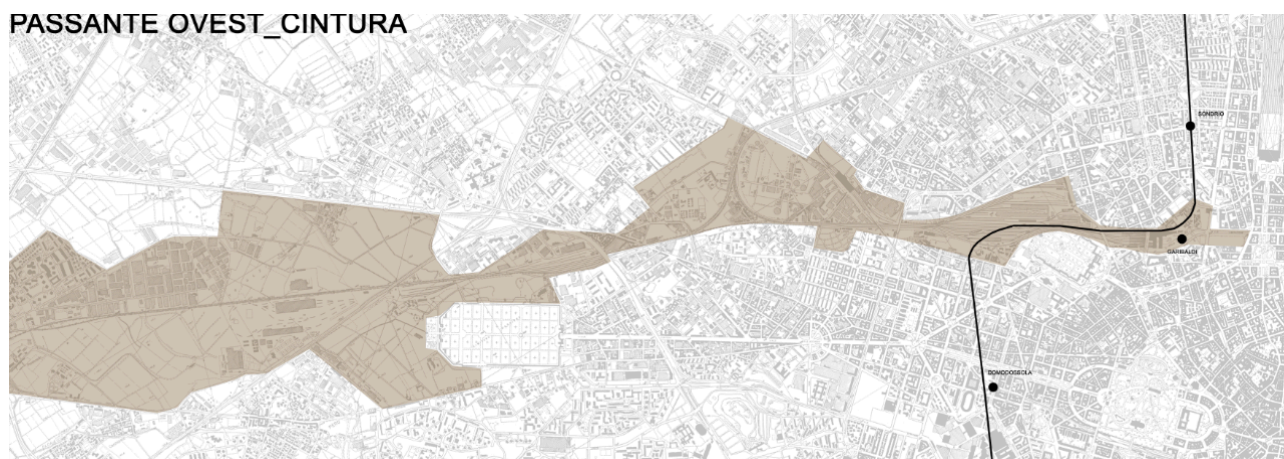 PASSANTE OVEST_CINTURA
SONDRIO
GARIBALDI
DOMODOSSOLA